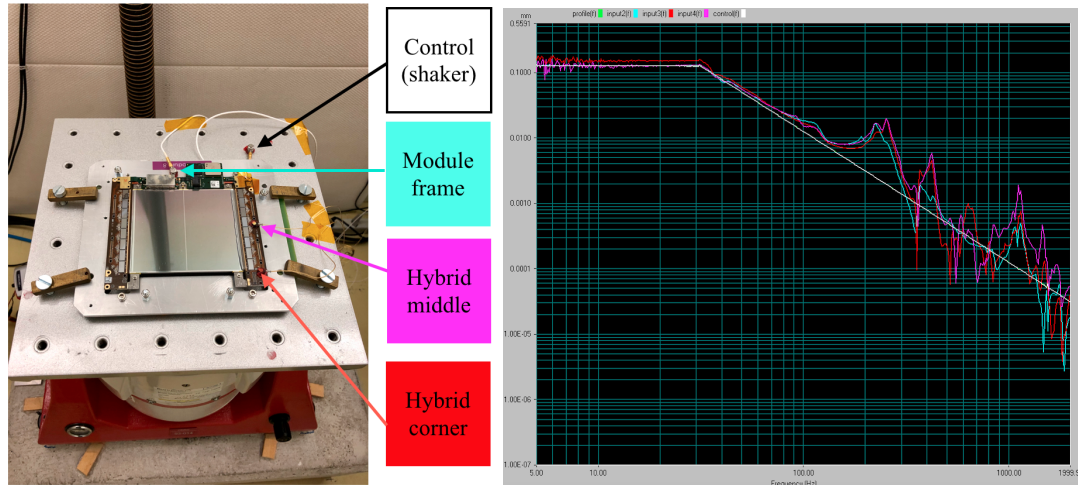 Control
(shaker)
Module
frame
Hybrid
middle
Hybrid
corner
mm
profile(f) input2(f) input3(f) input4(f) control(f)
0.5591
0.1000
0.0100
0.0010
0.0001
1.00E-05
1.00E-06
1.00E-07
5.00 10.00 100.00 1000.00 1999.9
Frequency (Hz)